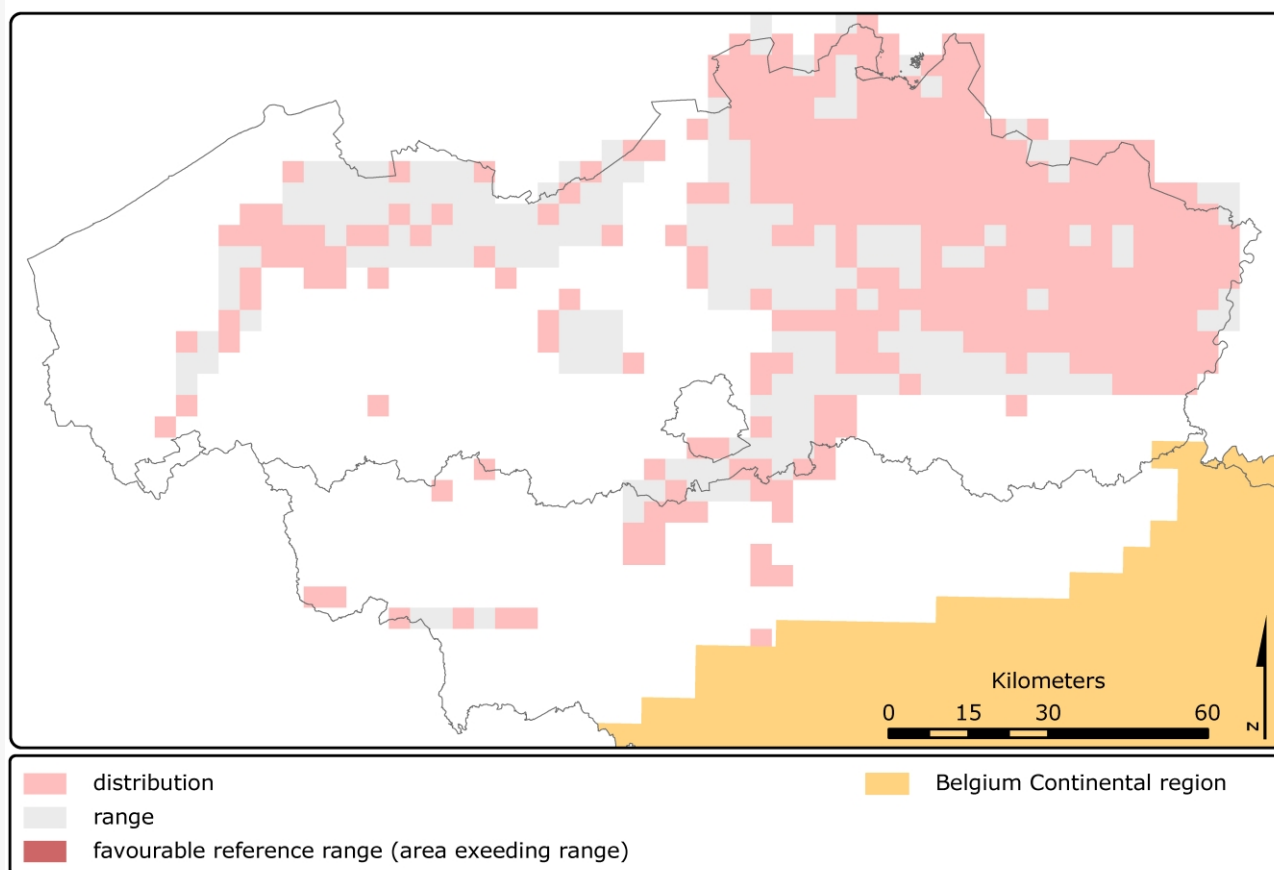 Kilometers
0 15 30 60
N
distribution
range
favourable reference range (area exeeding range)
Belgium Continental region